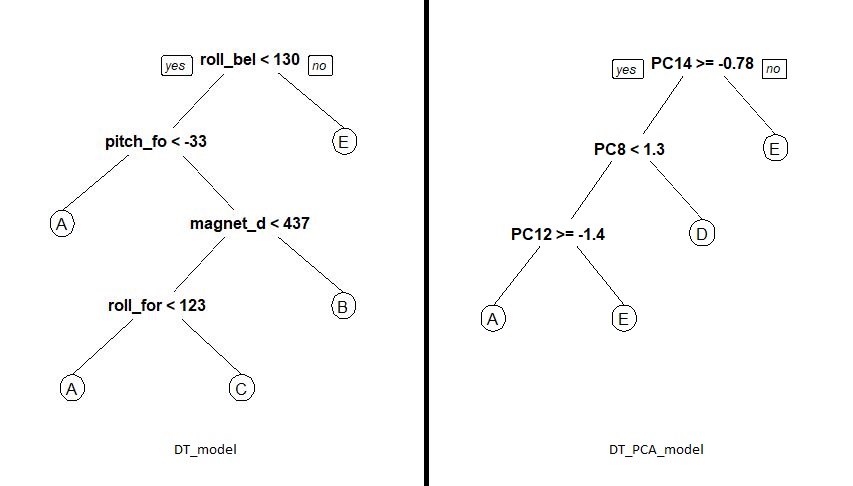 yes roll_bel < 130 no
pitch_fo < -33
E
A
magnet_d < 437
roll_for < 123
B
A
C
DT_model
yes PC14 >= -0.78 no
PC8 < 1.3
E
PC12 >= -1.4
D
A
E
DT_PCA_model